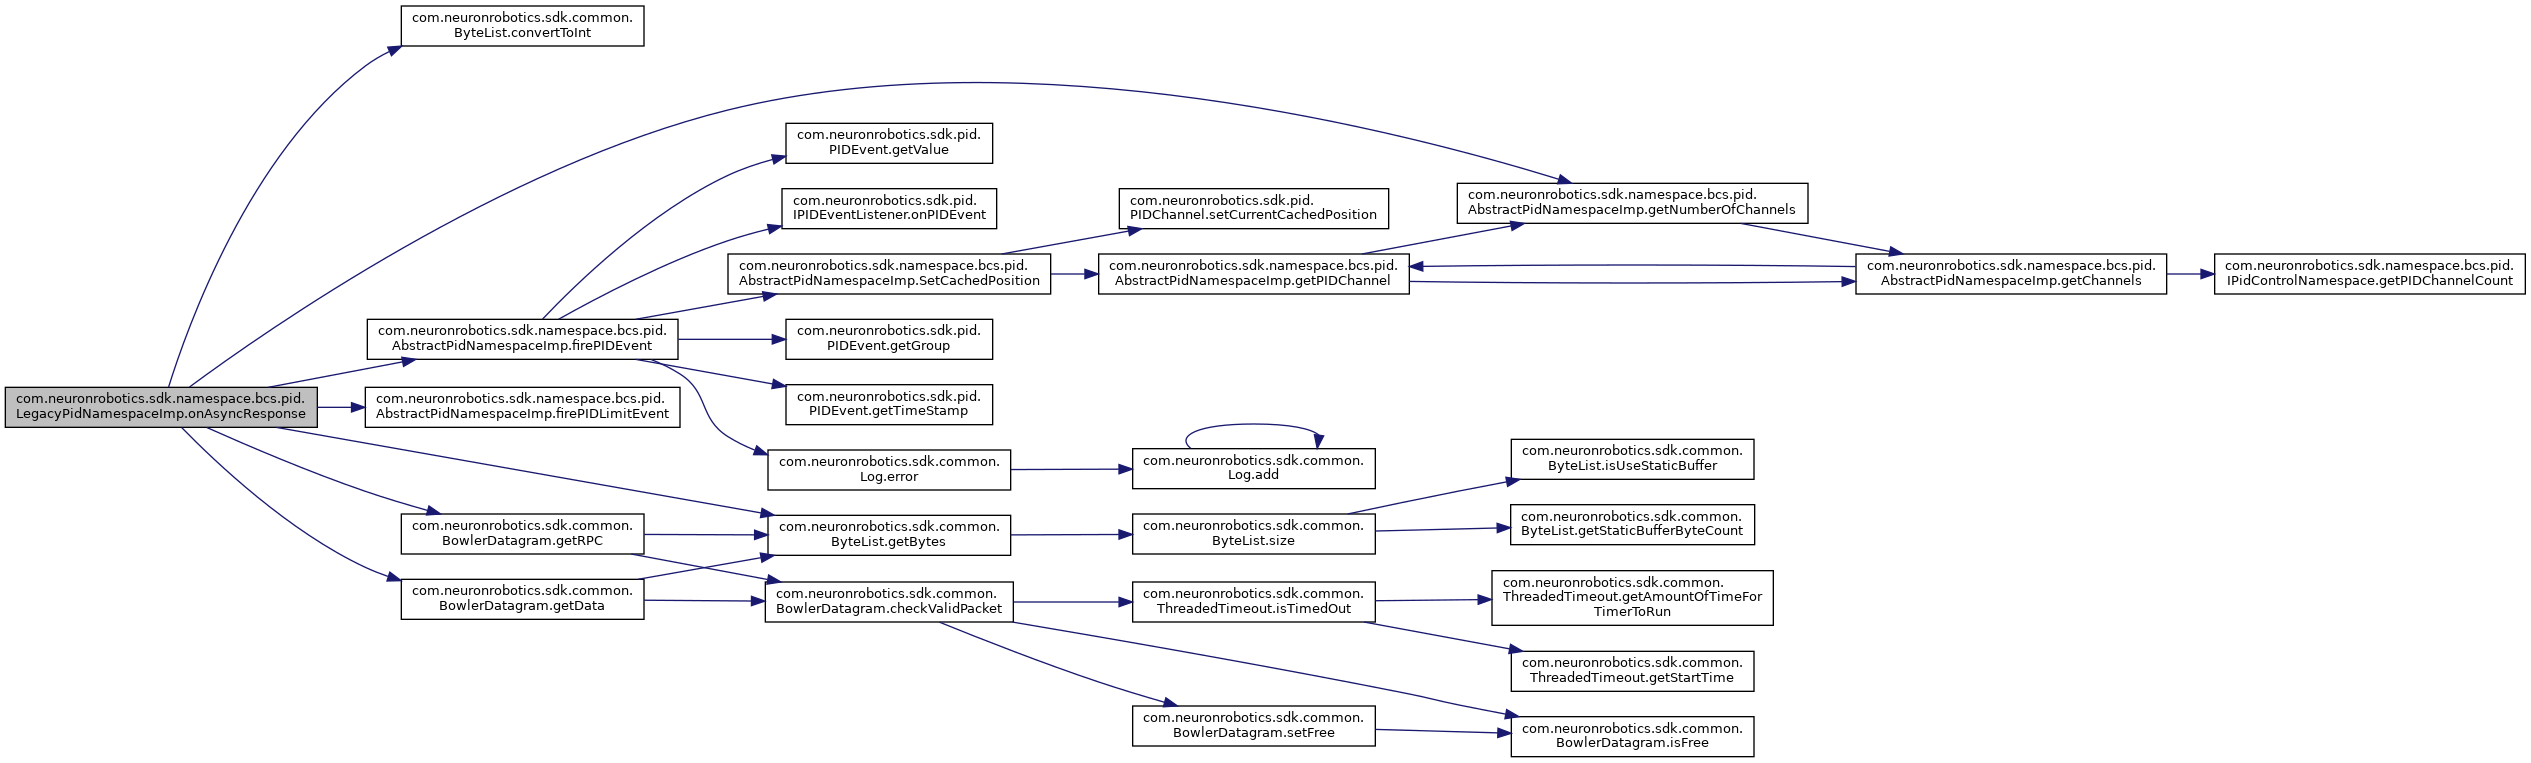 com.neuronrobotics.sdk.common.
ByteList.convertToInt
com.neuronrobotics.sdk.pid.
PIDEvent.getValue
com.neuronrobotics.sdk.pid.
IPIDEventListener.onPIDEvent
com.neuronrobotics.sdk.pid.
PIDChannel.setCurrentCachedPosition
com.neuronrobotics.sdk.namespace.bcs.pid.
AbstractPidNamespaceImp.getNumberOfChannels
com.neuronrobotics.sdk.namespace.bcs.pid.
AbstractPidNamespaceImp.SetCachedPosition
com.neuronrobotics.sdk.namespace.bcs.pid.
AbstractPidNamespaceImp.getPIDChannel
com.neuronrobotics.sdk.namespace.bcs.pid.
AbstractPidNamespaceImp.getChannels
com.neuronrobotics.sdk.namespace.bcs.pid.
IPidControlNamespace.getPIDChannelCount
com.neuronrobotics.sdk.namespace.bcs.pid.
AbstractPidNamespaceImp.firePIDEvent
com.neuronrobotics.sdk.pid.
PIDEvent.getGroup
com.neuronrobotics.sdk.namespace.bcs.pid.
LegacyPidNamespaceImp.onAsyncResponse
com.neuronrobotics.sdk.namespace.bcs.pid.
AbstractPidNamespaceImp.firePIDLimitEvent
com.neuronrobotics.sdk.pid.
PIDEvent.getTimeStamp
com.neuronrobotics.sdk.common.
Log.error
com.neuronrobotics.sdk.common.
Log.add
com.neuronrobotics.sdk.common.
ByteList.isUseStaticBuffer
com.neuronrobotics.sdk.common.
BowlerDatagram.getRPC
com.neuronrobotics.sdk.common.
ByteList.getBytes
com.neuronrobotics.sdk.common.
ByteList.size
com.neuronrobotics.sdk.common.
ByteList.getStaticBufferByteCount
com.neuronrobotics.sdk.common.
BowlerDatagram.getData
com.neuronrobotics.sdk.common.
BowlerDatagram.checkValidPacket
com.neuronrobotics.sdk.common.
ThreadedTimeout.isTimedOut
com.neuronrobotics.sdk.common.
ThreadedTimeout.getAmountOfTimeFor
TimerToRun
com.neuronrobotics.sdk.common.
ThreadedTimeout.getStartTime
com.neuronrobotics.sdk.common.
BowlerDatagram.setFree
com.neuronrobotics.sdk.common.
BowlerDatagram.isFree